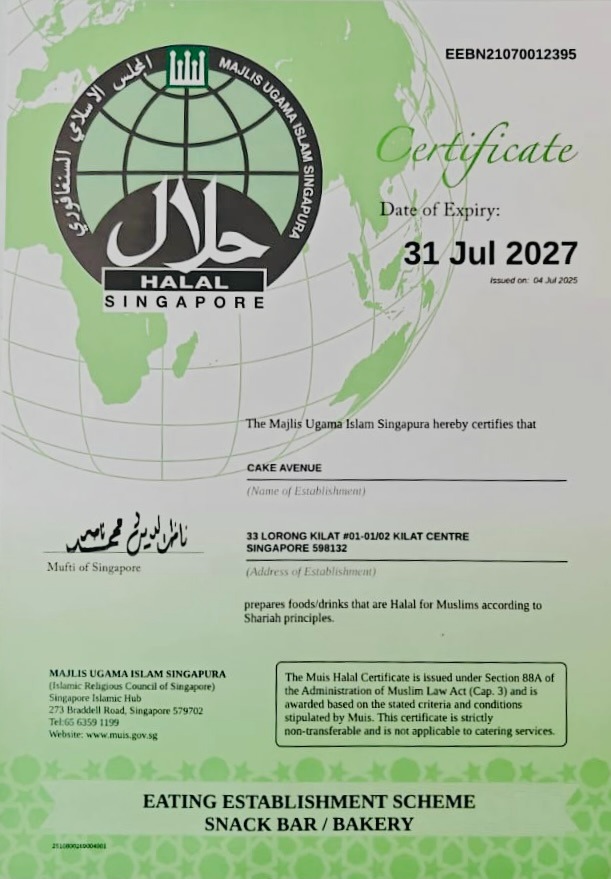 EEBN21070012395
المجلس الاسلامي السنغافوري
MAJLIS UGAMA ISLAM SINGAPURA
حلال
HALAL
SINGAPORE
Certificate
Date of Expiry:
31 Jul 2027
Issued on: 04 Jul 2025
The Majlis Ugama Islam Singapura hereby certifies that
CAKE AVENUE
(Name of Establishment)
33 LORONG KILAT #01-01/02 KILAT CENTRE
SINGAPORE 598132
(Address of Establishment)
Mufti of Singapore
prepares foods/drinks that are Halal for Muslims according to
Shariah principles.
MAJLIS UGAMA ISLAM SINGAPURA
(Islamic Religious Council of Singapore)
Singapore Islamic Hub
273 Braddell Road, Singapore 579702
Tel:65 6359 1199
Website: www.muis.gov.sg
The Muis Halal Certificate is issued under Section 88A of
the Administration of Muslim Law Act (Cap. 3) and is
awarded based on the stated criteria and conditions
stipulated by Muis. This certificate is strictly
non-transferable and is not applicable to catering services.
EATING ESTABLISHMENT SCHEME
SNACK BAR / BAKERY